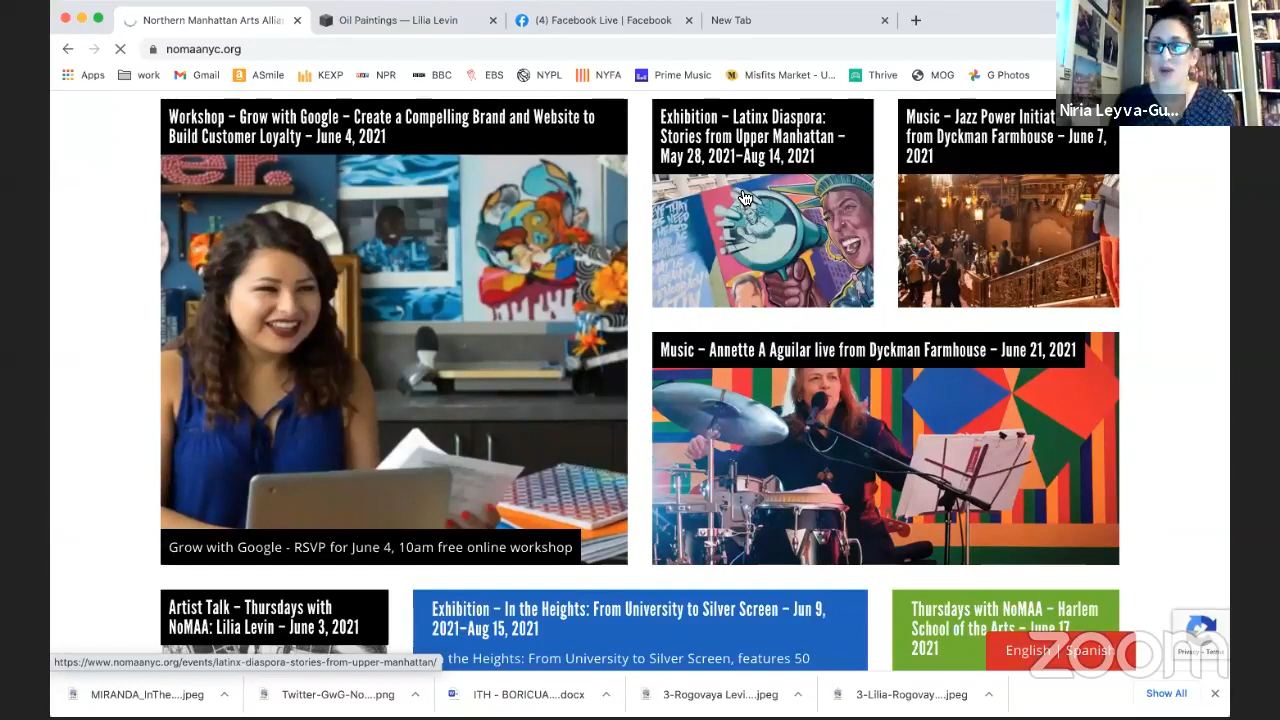 Northern Manhattan Arts Allia
Oil Paintings — Lilia Levin
(4) Facebook Live | Facebook
New Tab
nomaanyc.org
Apps
work
Gmail
ASmile
KEXP
NPR
BBC
EBS
NYPL
NYFA
Prime Music
Misfits Market - U...
Thrive
MOG
G Photos
Niria Leyva-Gu...
Workshop – Grow with Google – Create a Compelling Brand and Website to
Build Customer Loyalty – June 4, 2021
Exhibition – Latinx Diaspora:
Stories from Upper Manhattan –
May 28, 2021–Aug 14, 2021
Music – Jazz Power Initiat
from Dyckman Farmhouse – June 7,
2021
er.
Music – Annette A Aguilar live from Dyckman Farmhouse – June 21, 2021
Grow with Google - RSVP for June 4, 10am free online workshop
Artist Talk – Thursdays with
NoMAA: Lilia Levin – June 3, 2021
Exhibition – In the Heights: From University to Silver Screen – Jun 9,
2021–Aug 15, 2021
n the Heights: From University to Silver Screen, features 50
Thursdays with NoMAA – Harlem
School of the Arts – June 17
2021
English | Spanish
Privacy - Terms
zoom
https://www.nomaanyc.org/events/latinx-diaspora-stories-from-upper-manhattan/
MIRANDA_InThe....jpeg
Twitter-GwG-No....png
ITH - BORICUA....docx
3-Rogovaya Levi....jpeg
3-Lilia-Rogovay....jpeg
Show All